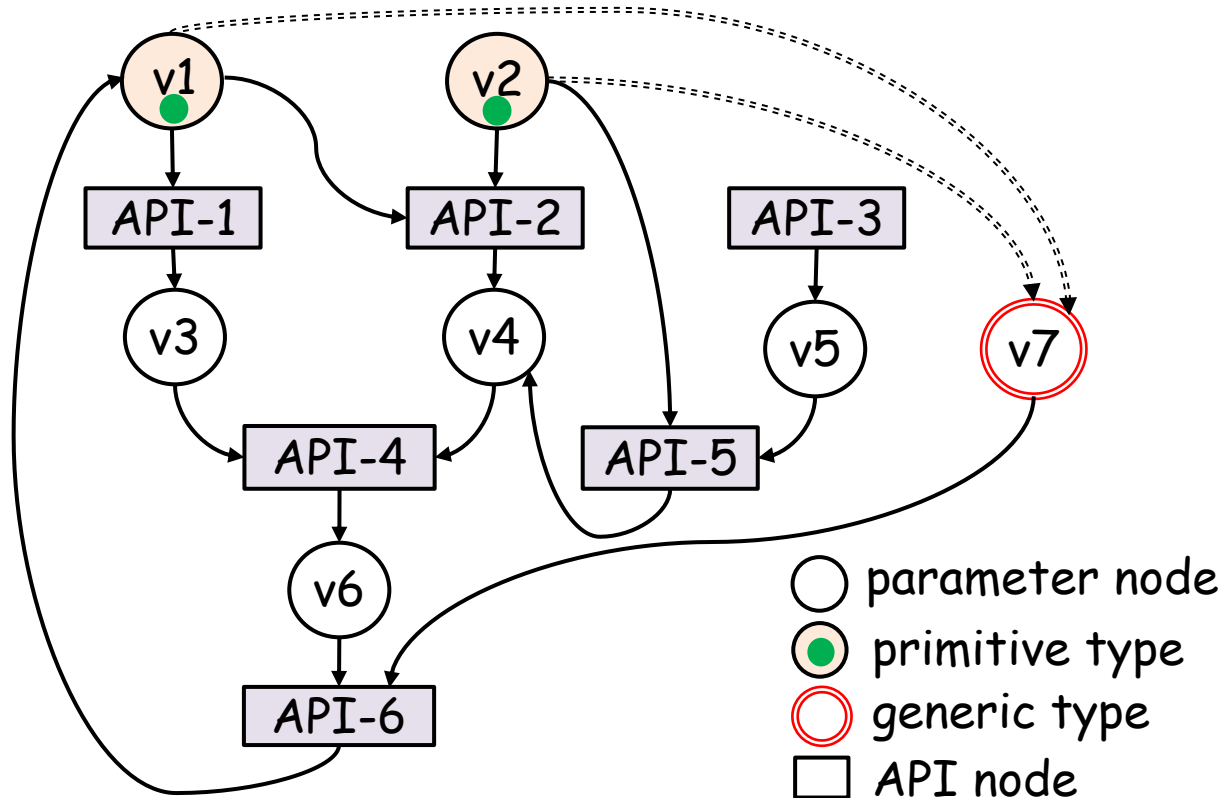 v1
v2
API-1
API-2
API-3
v3
v4
v5
v7
API-4
API-5
v6
API-6
parameter node
primitive type
generic type
API node